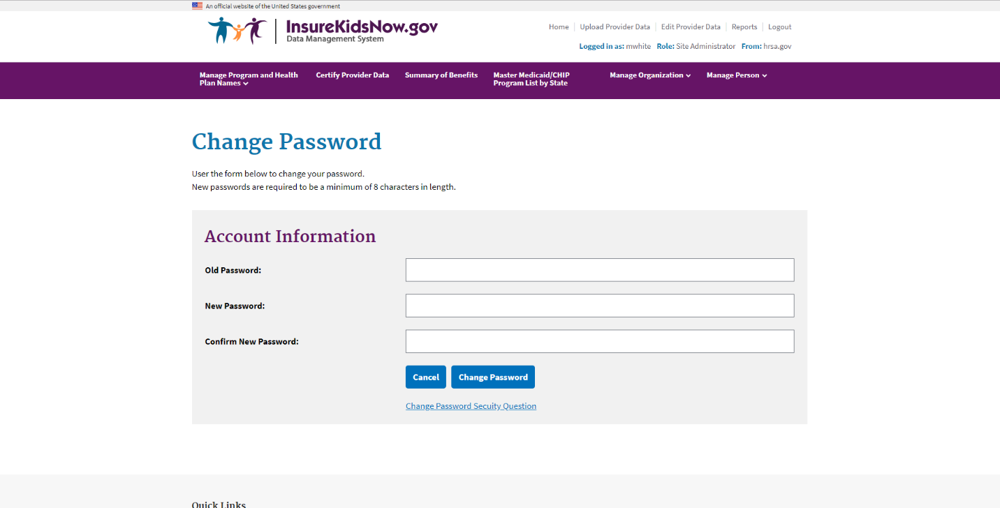 An official website of the United States government
InsureKidsNow.gov
Data Management System
Home Upload Provider Data Edit Provider Data Reports Logout
Logged in as: mwhite Role: Site Administrator From: hrsa.gov
Manage Program and Health
Plan Names
Certify Provider Data
Summary of Benefits
Master Medicaid/CHIP
Program List by State
Manage Organization
Manage Person
Change Password
User the form below to change your password.
New passwords are required to be a minimum of 8 characters in length.
Account Information
Old Password:
New Password:
Confirm New Password:
Cancel Change Password
Change Password Secuity Question
Quick Links